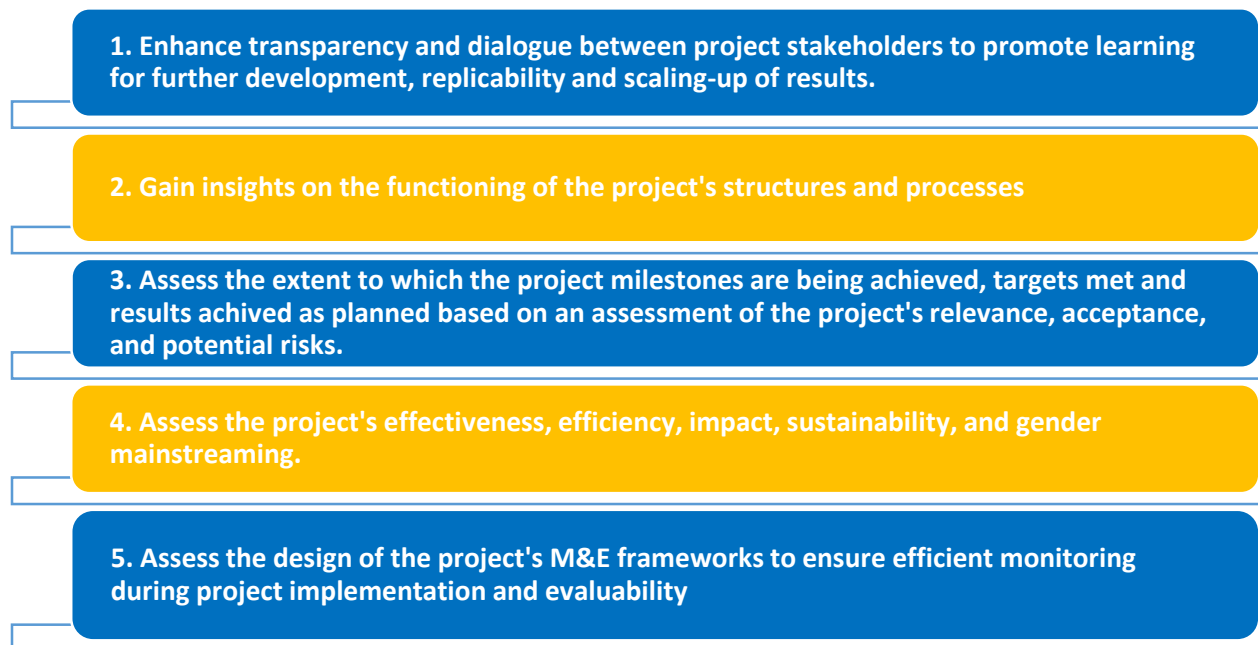 1. Enhance transparency and dialogue between project stakeholders to promote learning
for further development, replicability and scaling-up of results.
2. Gain insights on the functioning of the project's structures and processes
3. Assess the extent to which the project milestones are being achieved, targets met and
results achived as planned based on an assessment of the project's relevance, acceptance,
and potential risks.
4. Assess the project's effectiveness, efficiency, impact, sustainability, and gender
mainstreaming.
5. Assess the design of the project's M&E frameworks to ensure efficient monitoring
during project implementation and evaluability